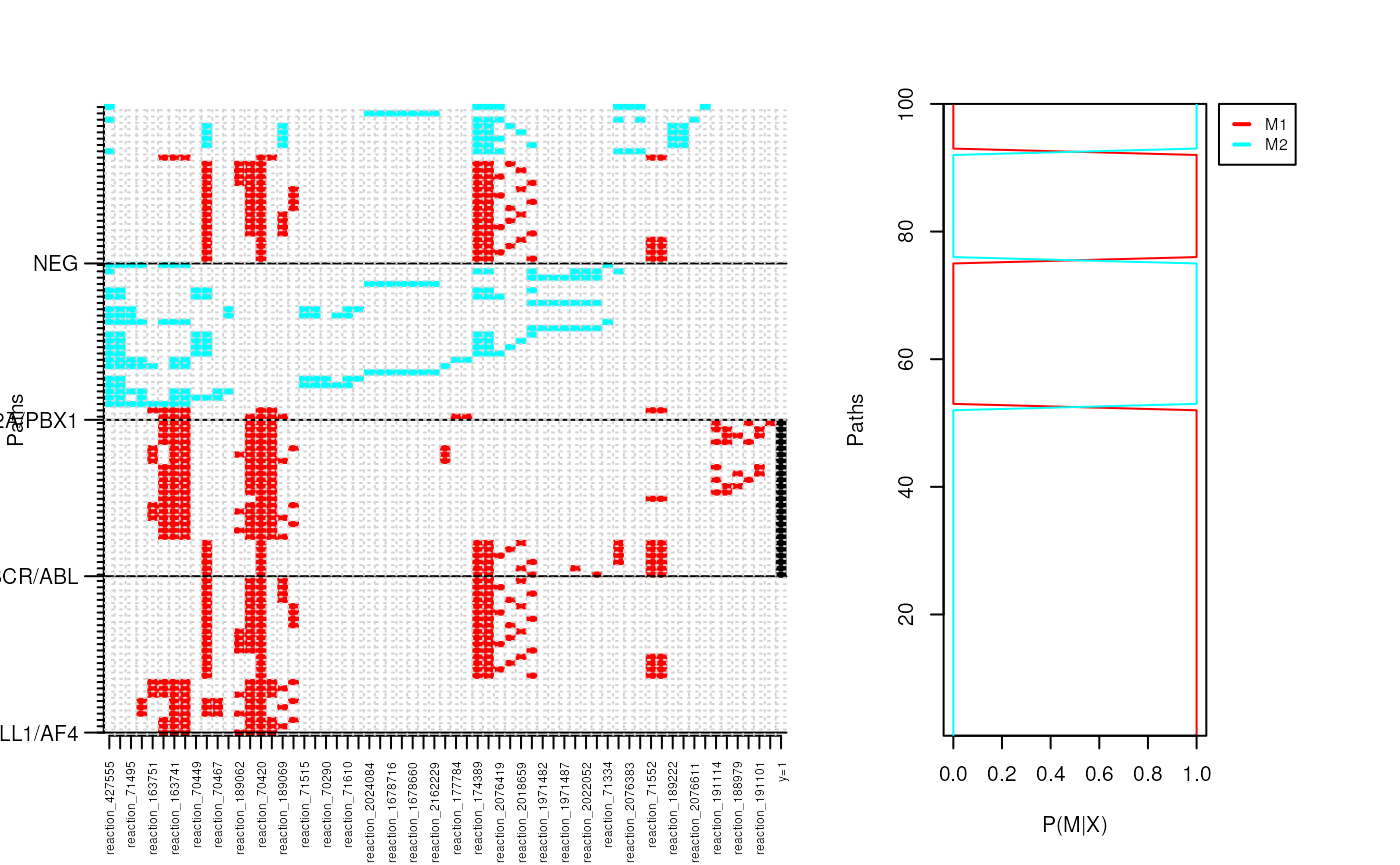 NEG
2A/PBX1
Paths
BCR/ABL
LL1/AF4
reaction_427555
reaction_71495
reaction_163751
reaction_163741
reaction_70449
reaction_70467
reaction_189062
reaction_70420
reaction_189069
reaction_71515
reaction_70290
reaction_71610
reaction_2024084
reaction_1678716
reaction_1678660
reaction_2162229
reaction_177784
reaction_174389
reaction_2076419
reaction_2018659
reaction_1971482
reaction_1971487
reaction_2022052
reaction_71334
reaction_2076383
reaction_71552
reaction_189222
reaction_2076611
reaction_191114
reaction_188979
reaction_191101
y=1
Paths
100
80
60
40
20
0.0 0.2 0.4 0.6 0.8 1.0
P(M|X)
M1
M2